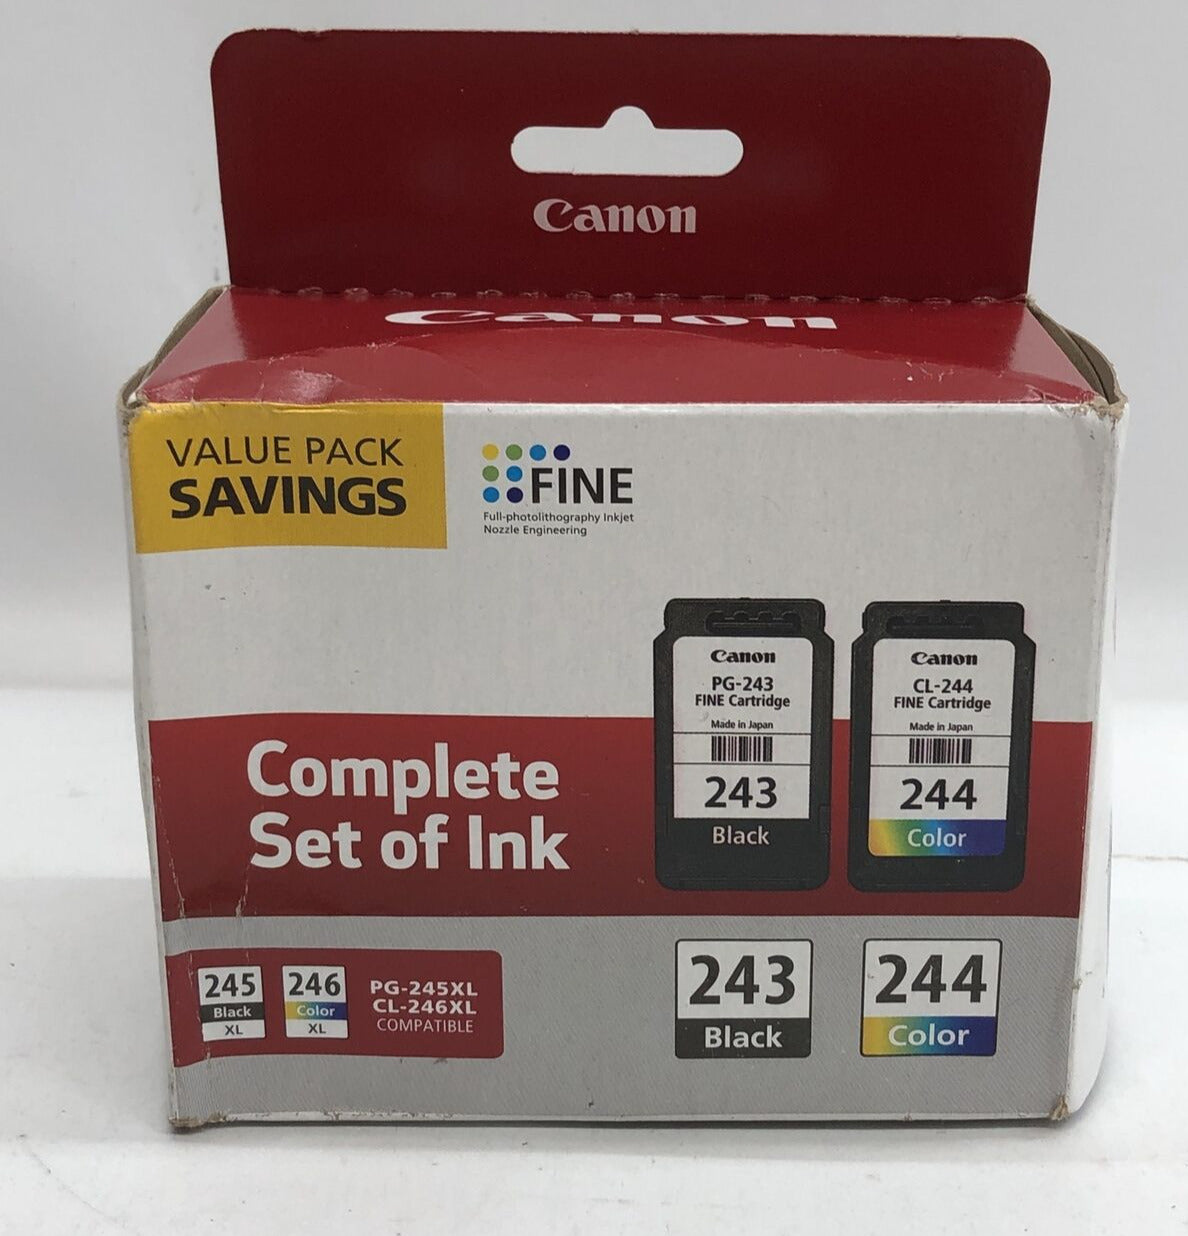 Canon
Canon
VALUE PACK
SAVINGS
FINE
Full-photolithography Inkjet
Nozzle Engineering
Canon
PG-243
FINE Cartridge
Made in Japan
243
Black
Canon
CL-244
FINE Cartridge
Made in Japan
244
Color
Complete
Set of Ink
245
Black
XL
246
Color
XL
PG-245XL
CL-246XL
COMPATIBLE
243
Black
244
Color